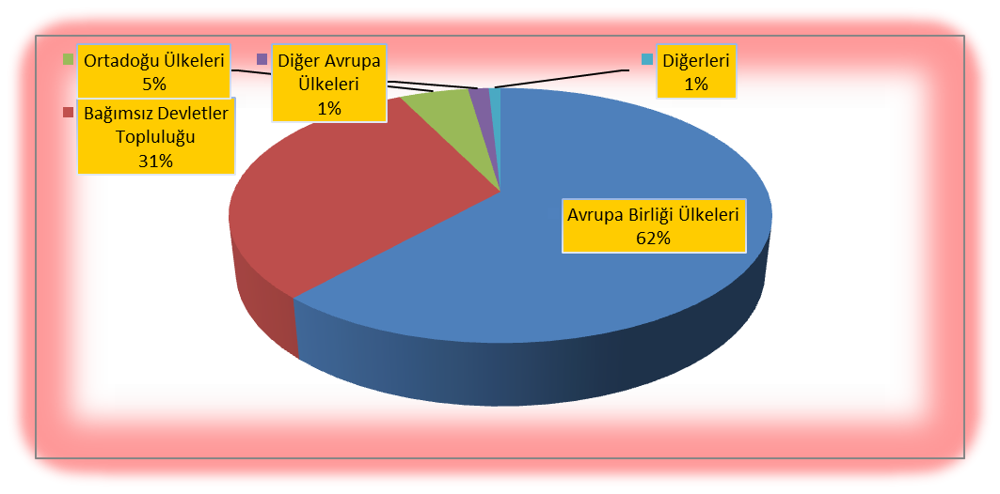 Ortadoğu Ülkeleri
5%
Diğer Avrupa
Ülkeleri
1%
Diğerleri
1%
Bağımsız Devletler
Topluluğu
31%
Avrupa Birliği Ülkeleri
62%